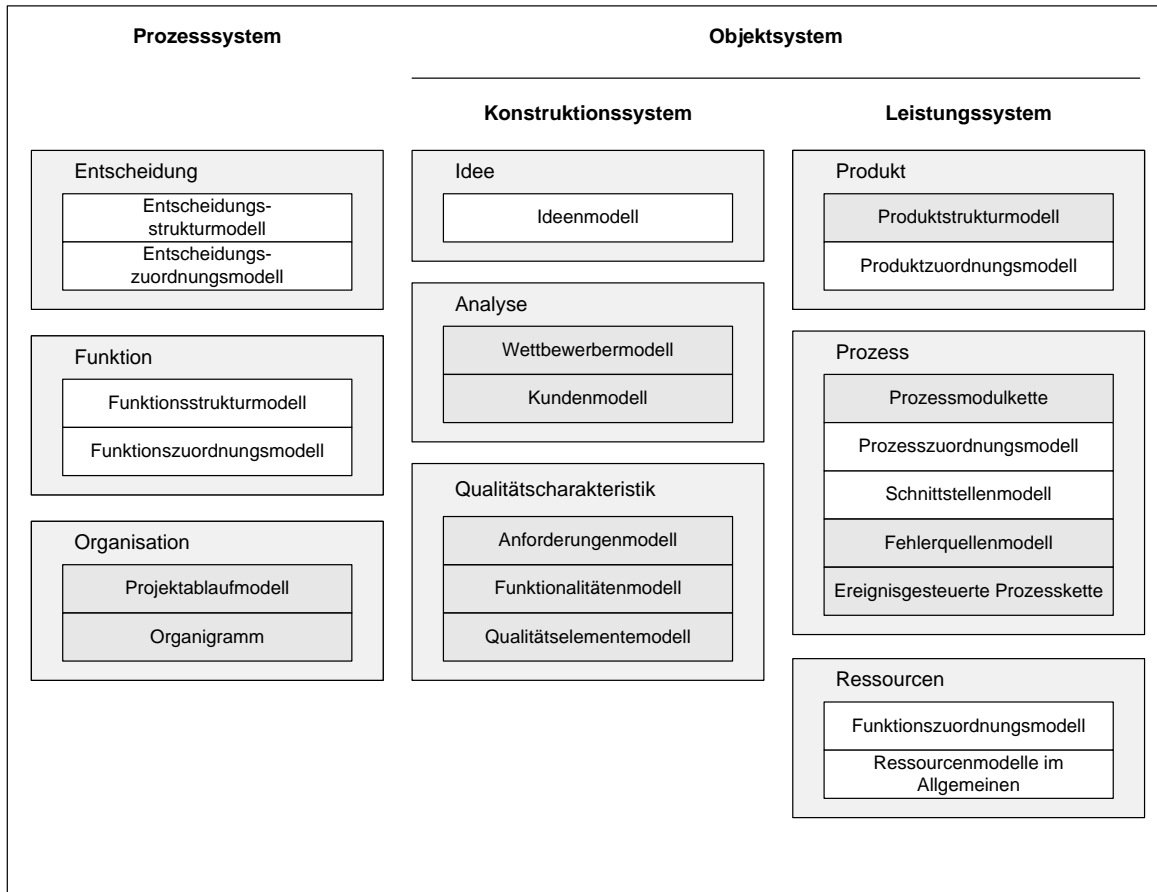 Prozesssystem
Objektsystem
Konstruktionssystem
Leistungssystem
Entscheidung
Entscheidungs-
strukturmodell
Entscheidungs-
zuordnungsmodell
Funktion
Funktionsstrukturmodell
Funktionszuordnungsmodell
Organisation
Projektablaufmodell
Organigramm
Idee
Ideenmodell
Analyse
Wettbewerbermodell
Kundenmodell
Qualitätscharakteristik
Anforderungenmodell
Funktionalitätenmodell
Qualitätselementemodell
Produkt
Produktstrukturmodell
Produktzuordnungsmodell
Prozess
Prozessmodulkette
Prozesszuordnungsmodell
Schnittstellenmodell
Fehlerquellenmodell
Ereignisgesteuerte Prozesskette
Ressourcen
Funktionszuordnungsmodell
Ressourcenmodelle im
Allgemeinen